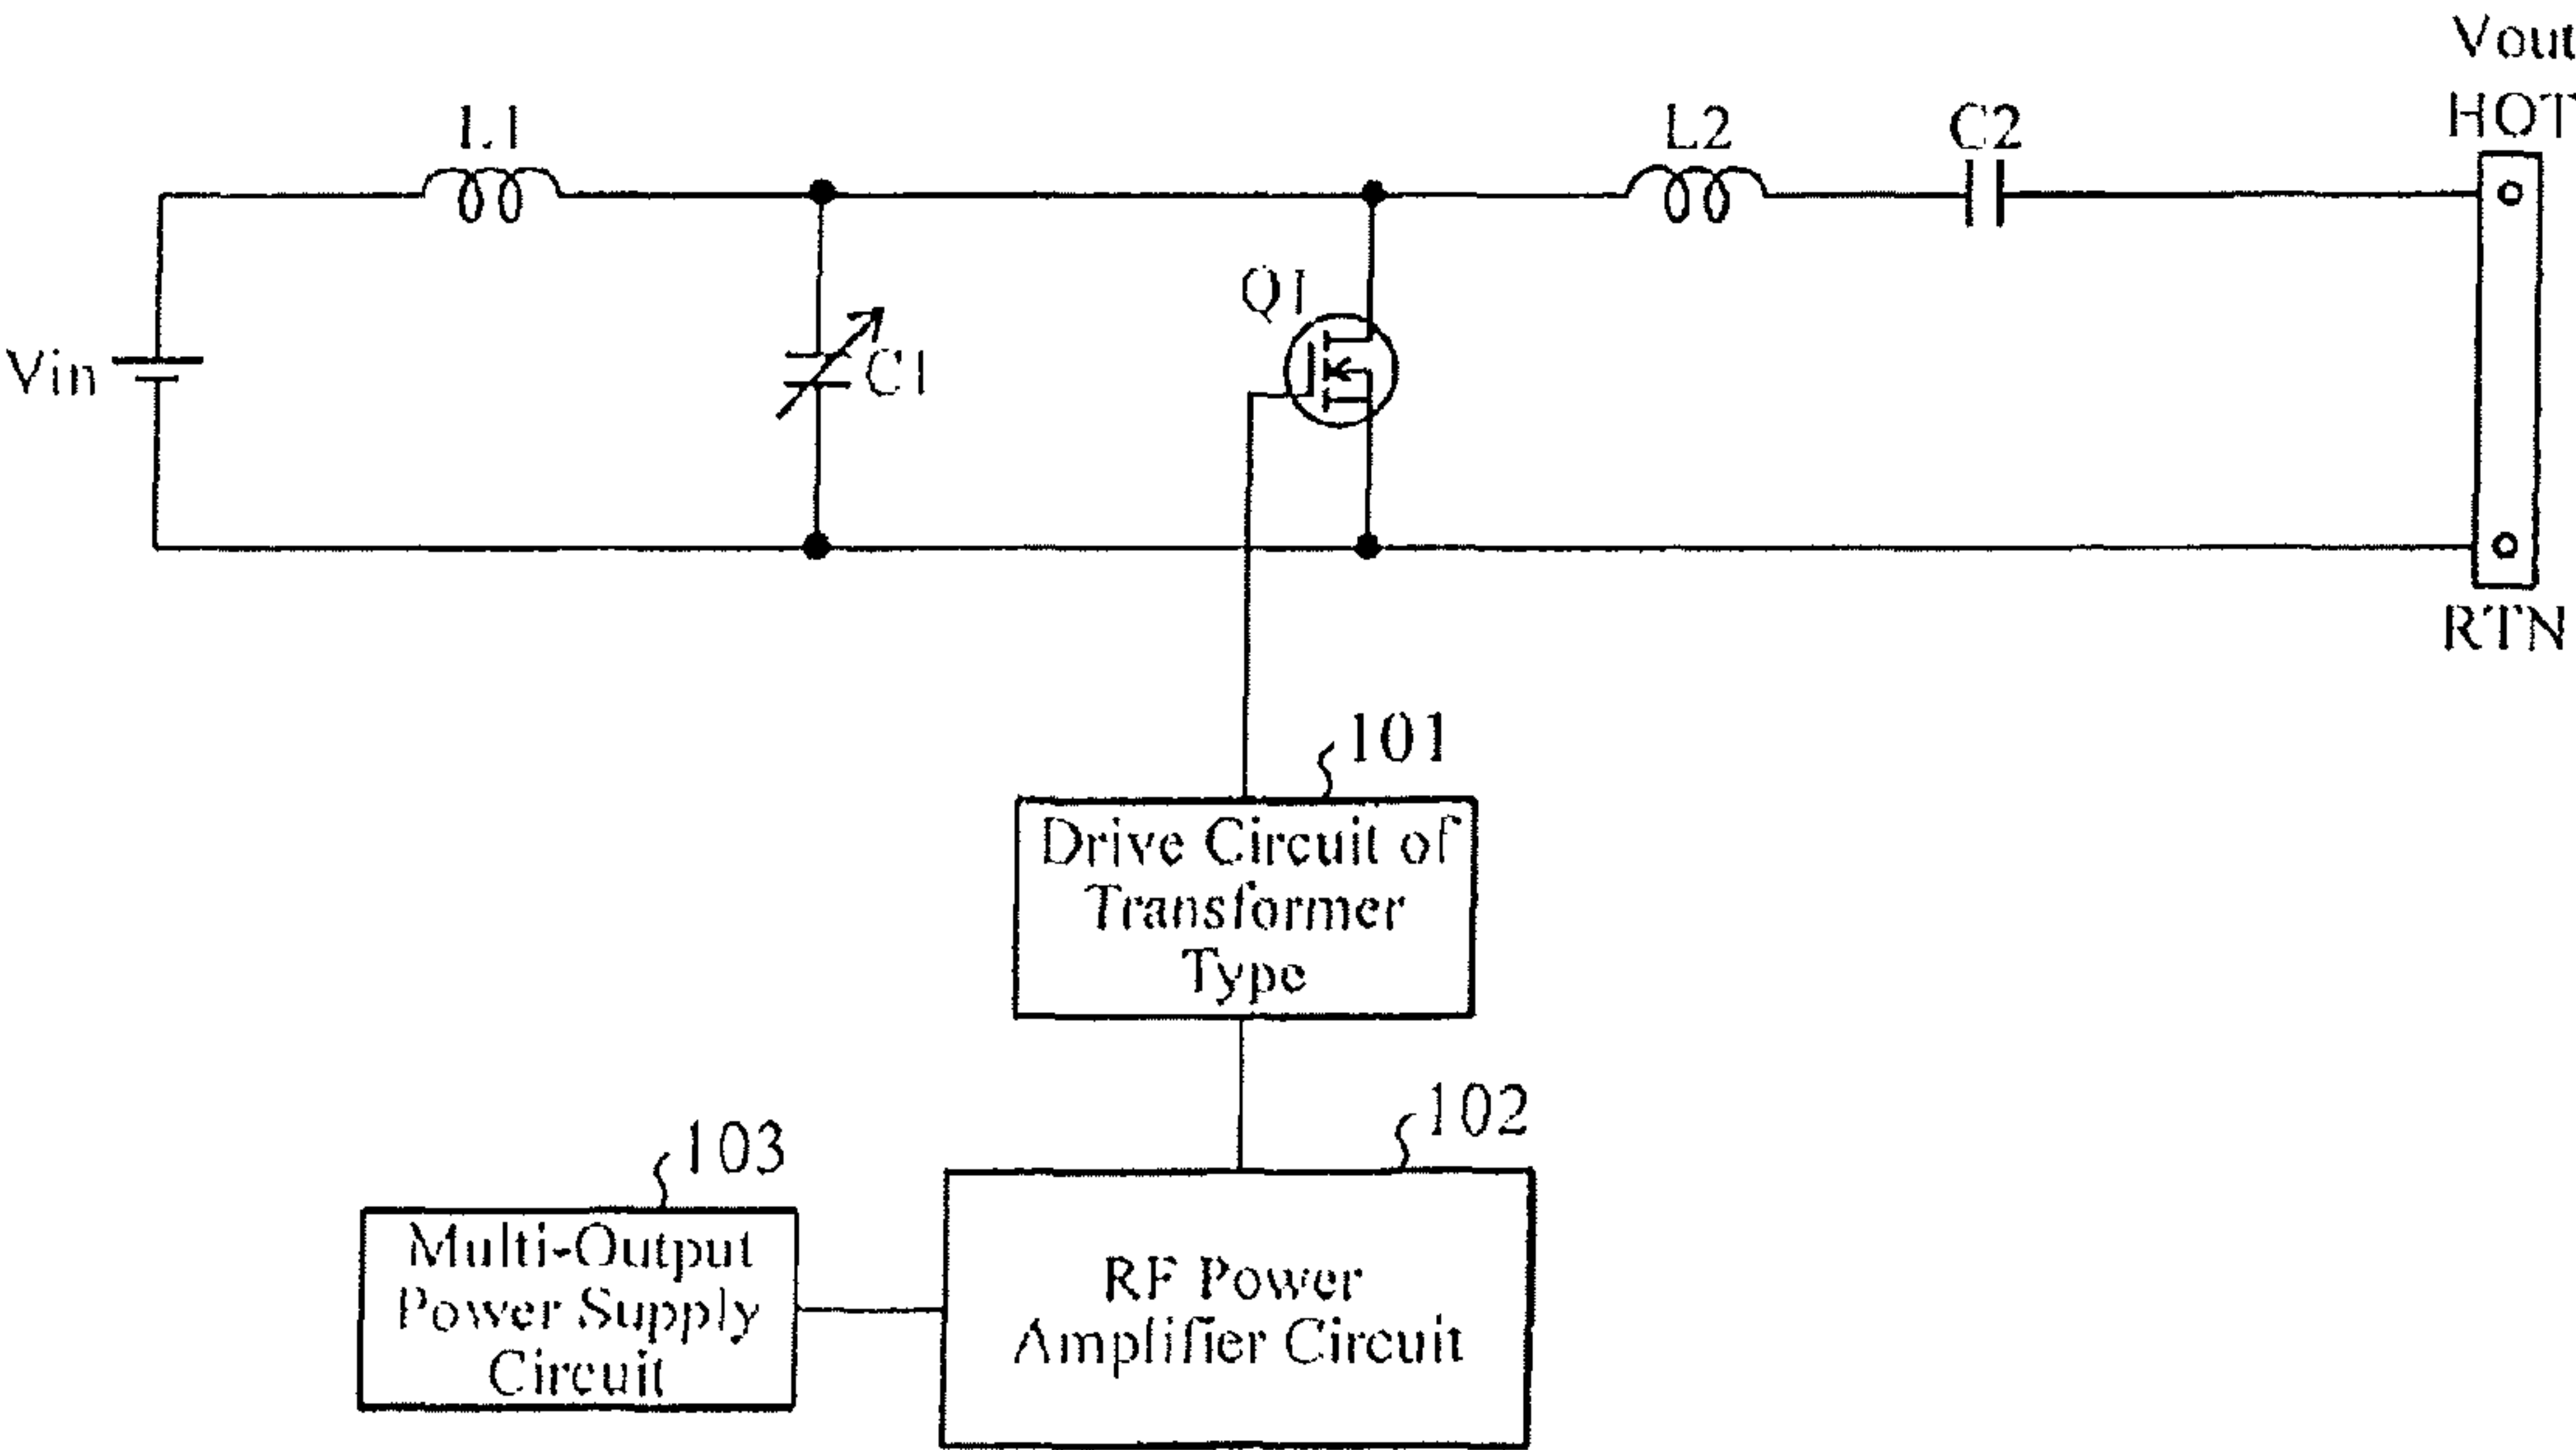 Vout
HOT
L1
L2
C2
Q1
Vin
C1
RTN
101
Drive Circuit of
Transformer
Type
102
103
Multi-Output
Power Supply
Circuit
RF Power
Amplifier Circuit